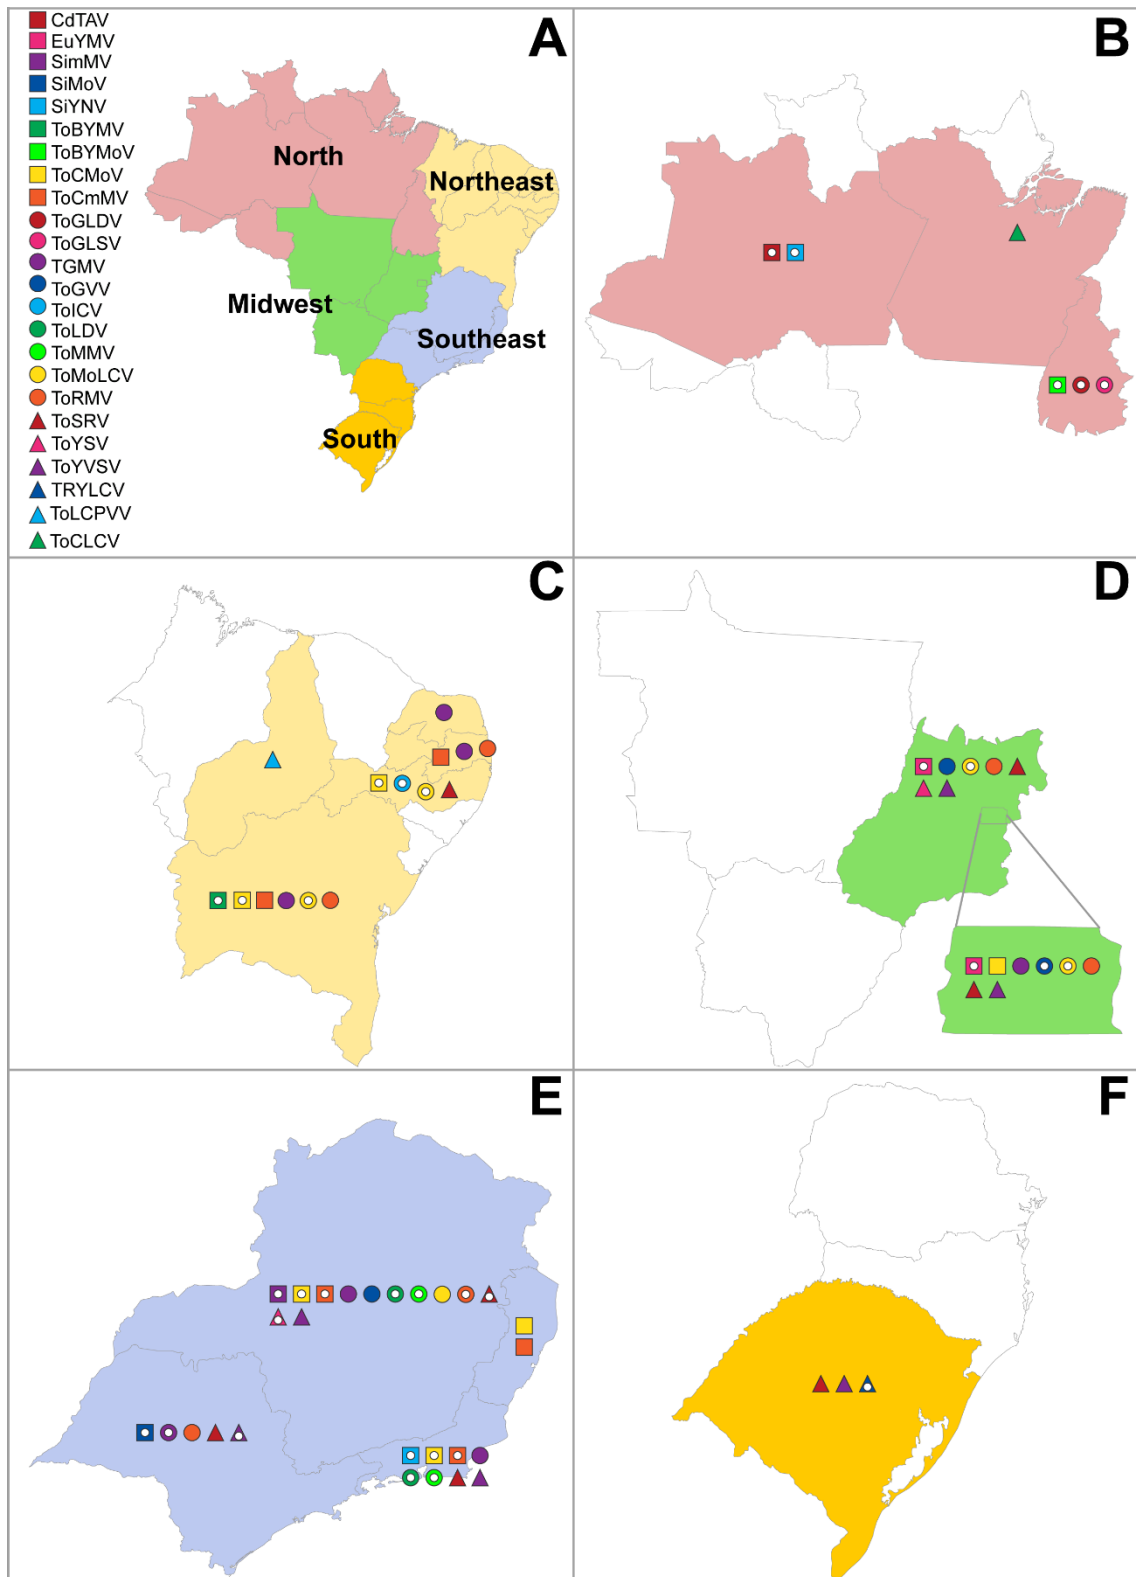 A
CdTAV
EuYMV
SimMV
SiMoV
SiYNV
ToBYMV
ToBYMoV
ToCMoV
ToCmMV
ToGLDV
ToGLSV
TGMV
ToGVV
ToICV
ToLDV
ToMMV
ToMoLCV
ToRMV
ToSRV
ToYSV
ToYVSV
TRYLCV
ToLCPVV
ToCLCV
North
Northeast
Midwest
Southeast
South
B
C
D
E
F